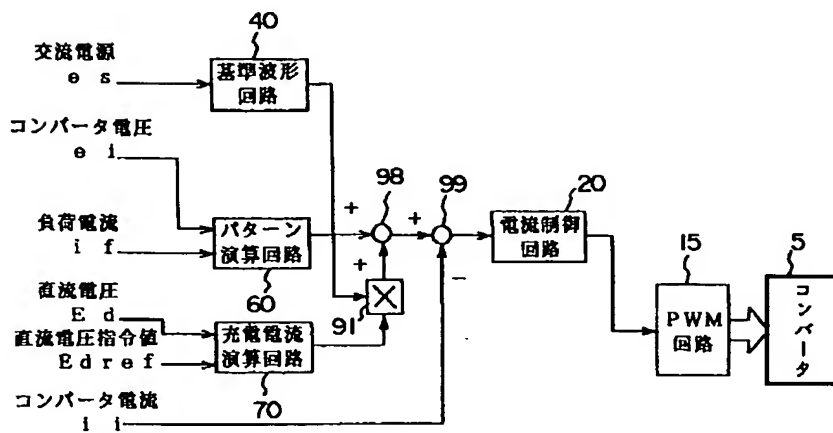 40
交流電源
e s
基準波形
回路
コンバータ電圧
e i
98
99
20
負荷電流
i f
+
+
パターン
演算回路
電流制御
回路
60
+
−
15
5
直流電圧
E d
91
×
PWM
回路
コンバータ
直流電圧指令値
E d r e f
充電電流
演算回路
70
コンバータ電流
i i